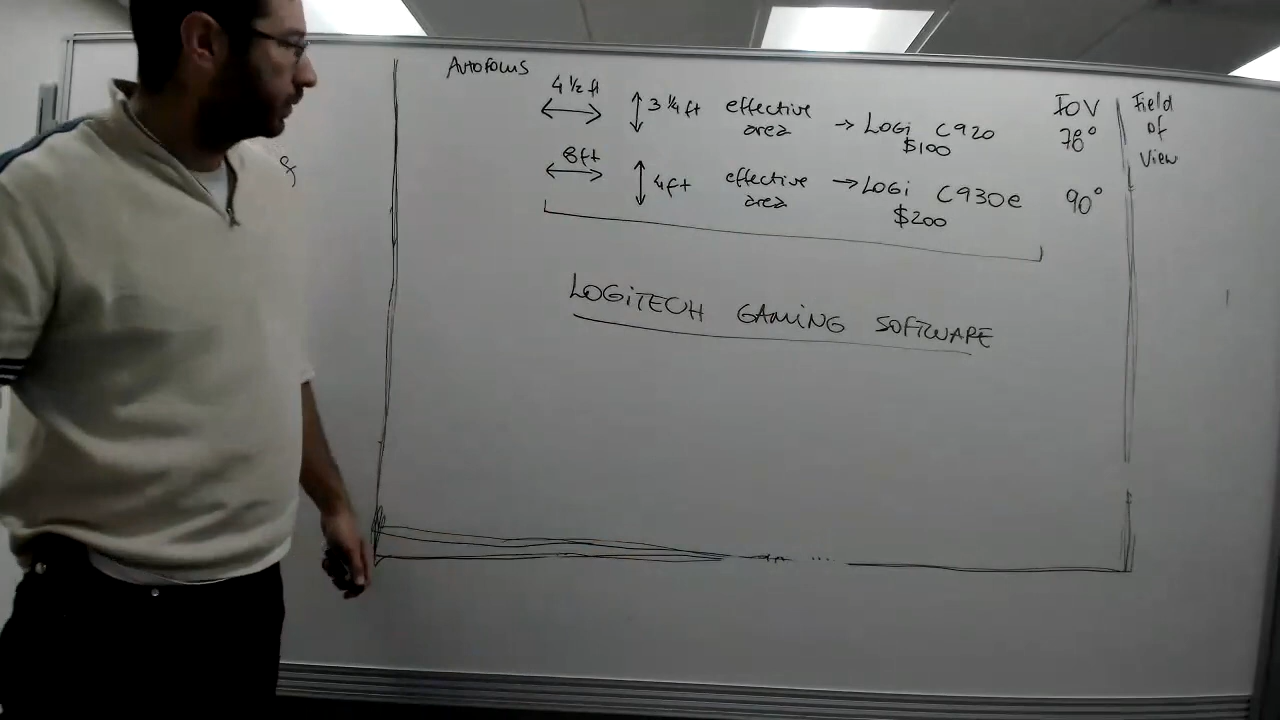 AUTOFOCUS
4 1/2 ft 3 1/4 ft effective area → LOGi C920 $100 FOV 78° Field of View
8ft 4ft effective area → LOGi C930e $200 90°
LOGiTECH GAMiNG SOFTWARE